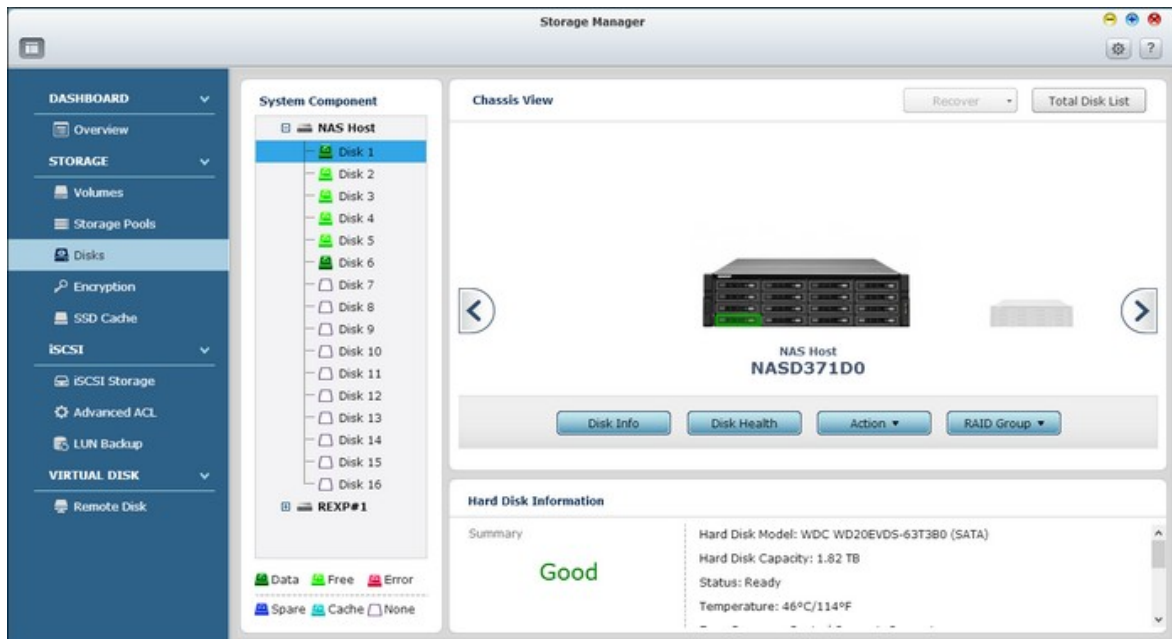 Storage Manager
?
DASHBOARD
Overview
STORAGE
Volumes
Storage Pools
Disks
Encryption
SSD Cache
iSCSI
iSCSI Storage
Advanced ACL
LUN Backup
VIRTUAL DISK
Remote Disk
System Component
NAS Host
Disk 1
Disk 2
Disk 3
Disk 4
Disk 5
Disk 6
Disk 7
Disk 8
Disk 9
Disk 10
Disk 11
Disk 12
Disk 13
Disk 14
Disk 15
Disk 16
REXP#1
Data Free Error
Spare Cache None
Chassis View
Recover
Total Disk List
NAS Host
NASD371D0
Disk Info
Disk Health
Action
RAID Group
Hard Disk Information
Summary
Good
Hard Disk Model: WDC WD20EVDS-63T3B0 (SATA)
Hard Disk Capacity: 1.82 TB
Status: Ready
Temperature: 46°C/114°F